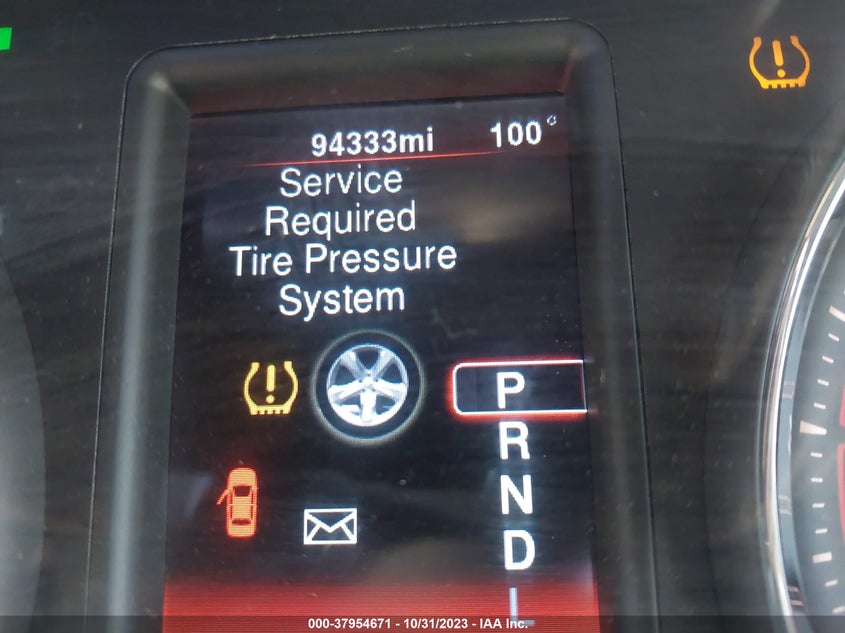 94333mi 100°
Service
Required
Tire Pressure
System
P
R
N
D
L
000-37954671 - 10/31/2023 - IAA Inc.